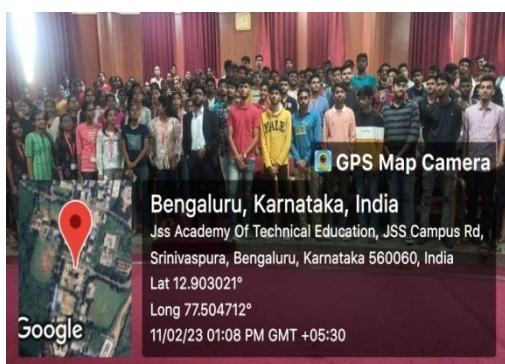 YALE
GPS Map Camera
Bengaluru, Karnataka, India
Jss Academy Of Technical Education, JSS Campus Rd,
Srinivaspura, Bengaluru, Karnataka 560060, India
Lat 12.903021°
Long 77.504712°
11/02/23 01:08 PM GMT +05:30
Google